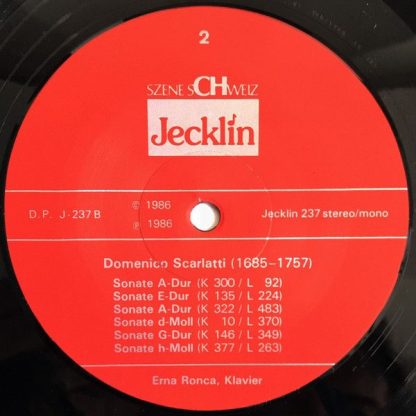 2
SZENE SCHWEIZ
Jecklin
D.P. J-237 B
℗ 1986
℗ 1986
Jecklin 237 stereo/mono
Domenico Scarlatti (1685–1757)
Sonate A-Dur (K 300 / L 92)
Sonate E-Dur (K 135 / L 224)
Sonate A-Dur (K 322 / L 483)
Sonate d-Moll (K 10 / L 370)
Sonate G-Dur (K 146 / L 349)
Sonate h-Moll (K 377 / L 263)
Erna Ronca, Klavier